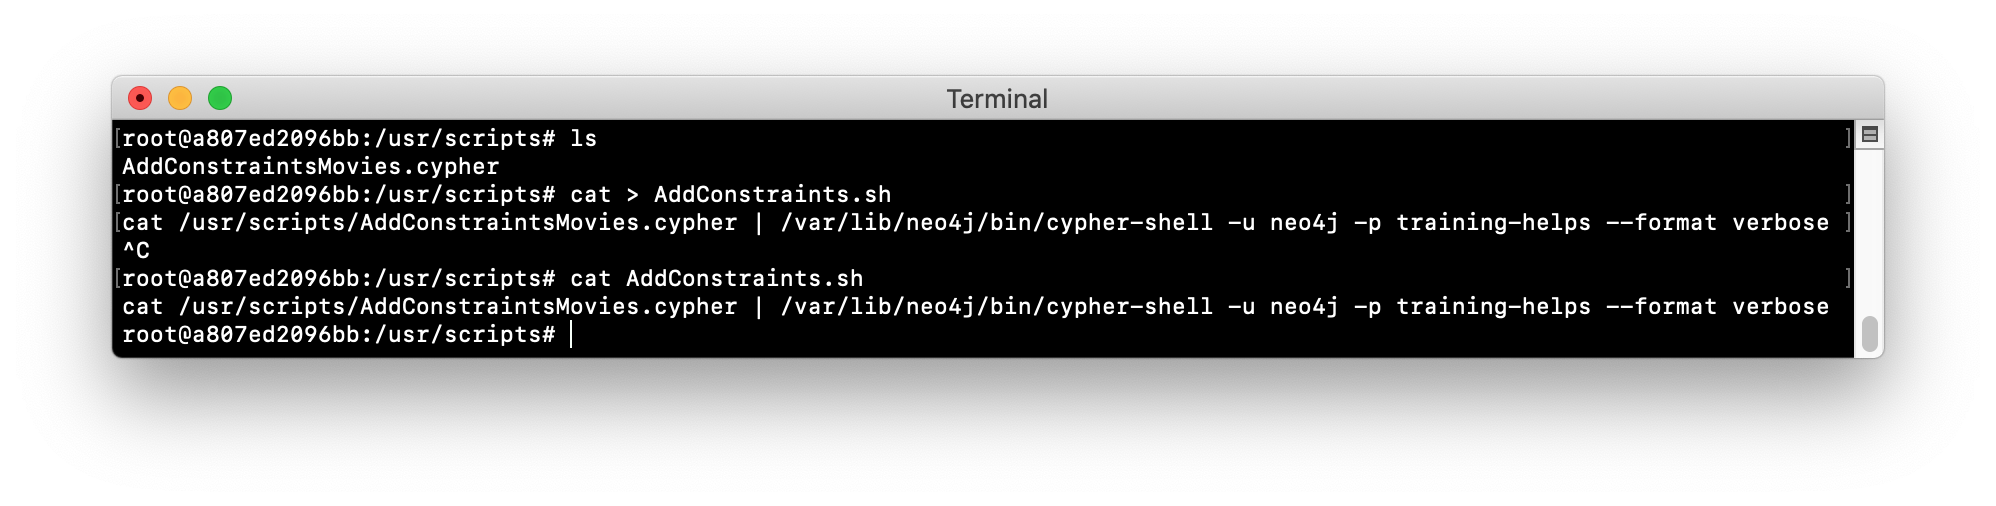 Terminal
[root@a807ed2096bb:/usr/scripts# ls ]
AddConstraintsMovies.cypher
[root@a807ed2096bb:/usr/scripts# cat > AddConstraints.sh ]
[cat /usr/scripts/AddConstraintsMovies.cypher | /var/lib/neo4j/bin/cypher-shell -u neo4j -p training-helps --format verbose ]
^C
[root@a807ed2096bb:/usr/scripts# cat AddConstraints.sh ]
cat /usr/scripts/AddConstraintsMovies.cypher | /var/lib/neo4j/bin/cypher-shell -u neo4j -p training-helps --format verbose
root@a807ed2096bb:/usr/scripts#